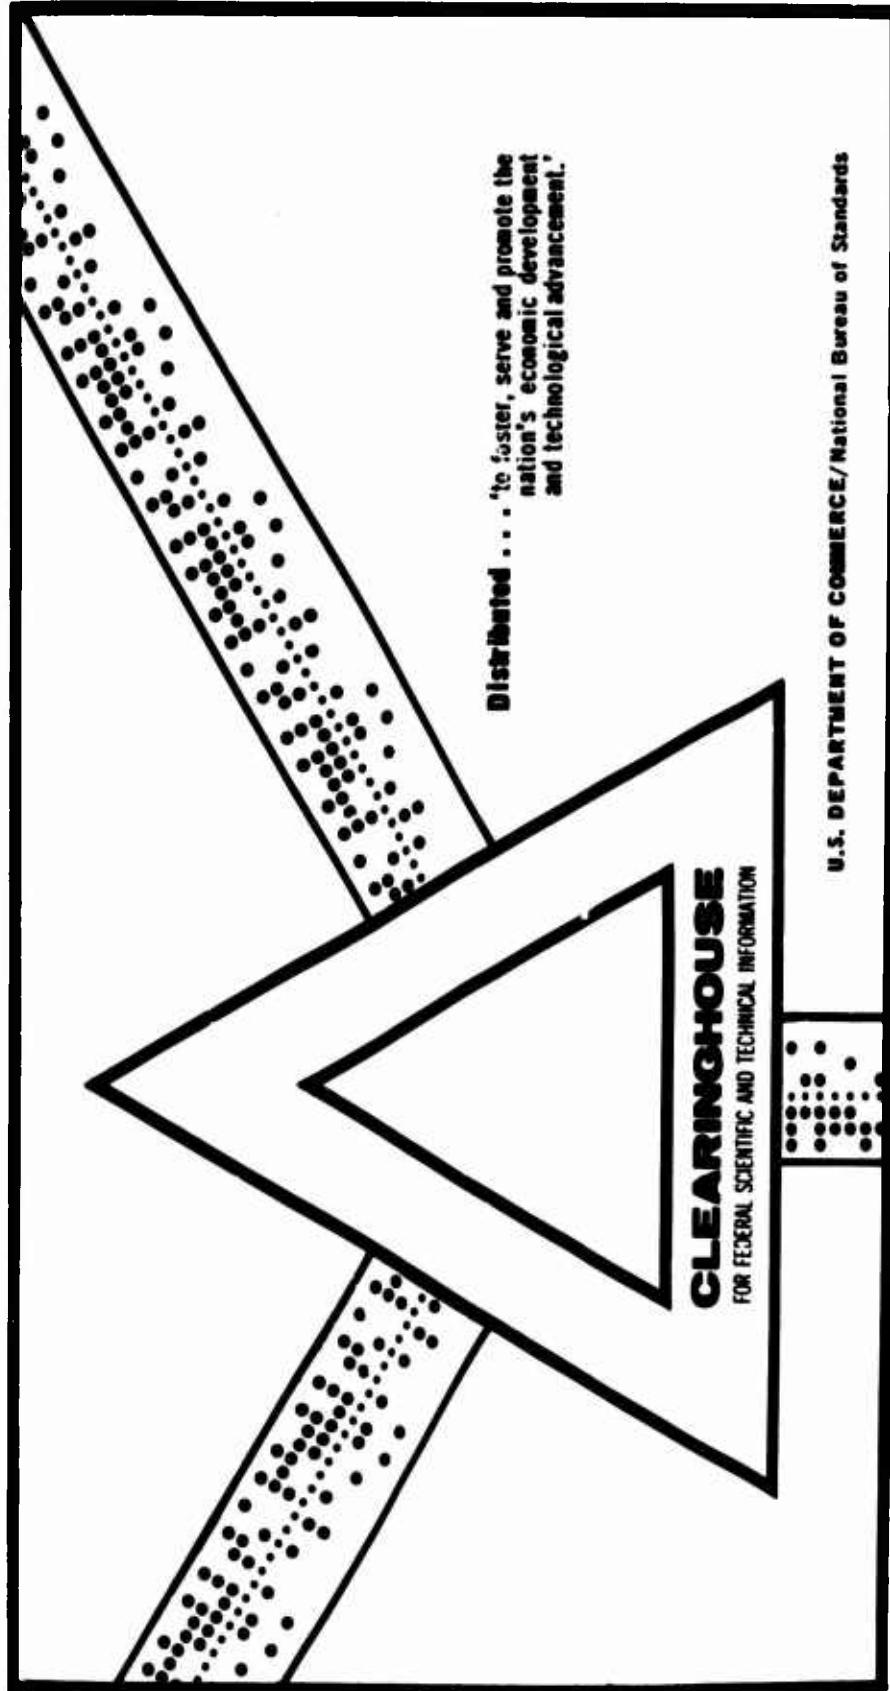 CLEARINGHOUSE
FOR FEDERAL SCIENTIFIC AND TECHNICAL INFORMATION
Distributed . . . "to foster, serve and promote the
nation's economic development
and technological advancement.'
U.S. DEPARTMENT OF COMMERCE/National Bureau of Standards